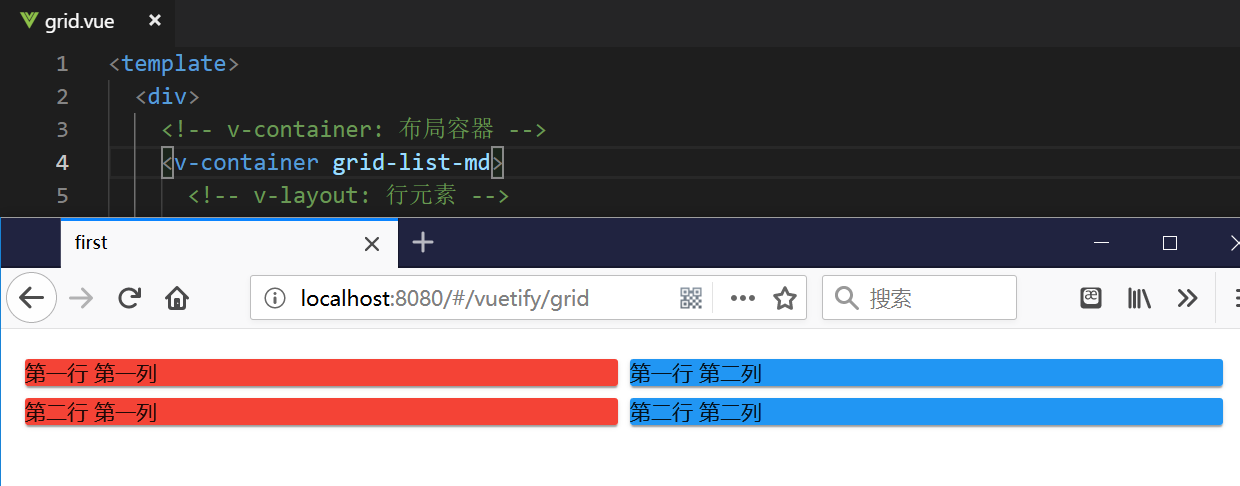 grid.vue
1 <template>
2 <div>
3 <!-- v-container: 布局容器 -->
4 <v-container grid-list-md>
5 <!-- v-layout: 行元素 -->
first
localhost:8080/#/vuetify/grid 搜索 æ
第一行 第一列 第一行 第二列
第二行 第一列 第二行 第二列